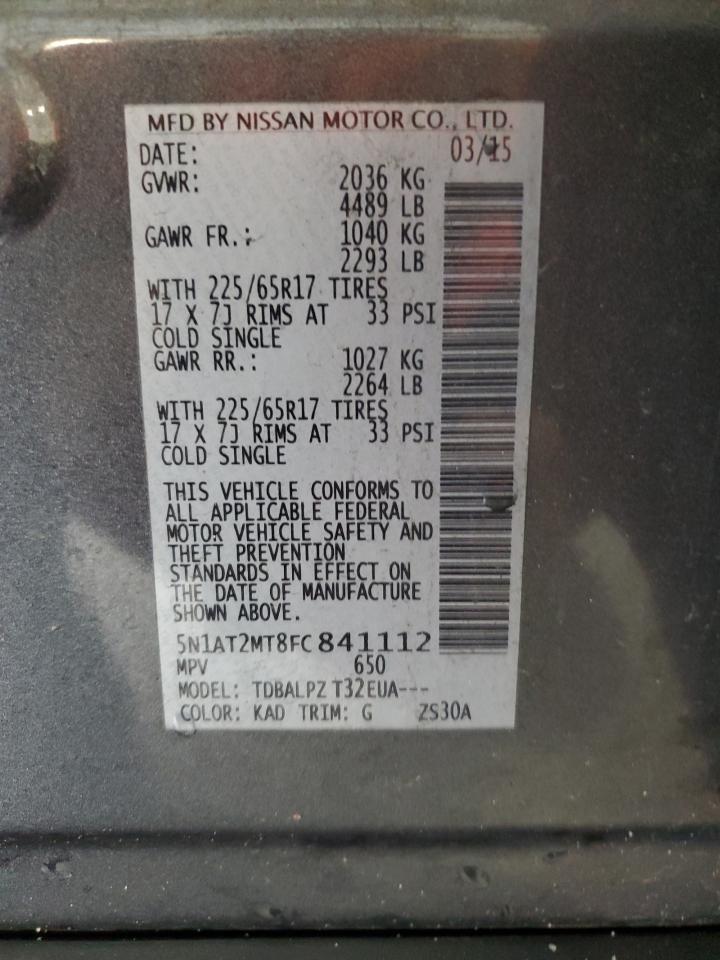 MFD BY NISSAN MOTOR CO., LTD.
DATE: 03/15
GVWR: 2036 KG
4489 LB
GAWR FR.: 1040 KG
2293 LB
WITH 225/65R17 TIRES
17 X 7J RIMS AT 33 PSI
COLD SINGLE
GAWR RR.: 1027 KG
2264 LB
WITH 225/65R17 TIRES
17 X 7J RIMS AT 33 PSI
COLD SINGLE
THIS VEHICLE CONFORMS TO
ALL APPLICABLE FEDERAL
MOTOR VEHICLE SAFETY AND
THEFT PREVENTION
STANDARDS IN EFFECT ON
THE DATE OF MANUFACTURE
SHOWN ABOVE.
5N1AT2MT8FC841112
MPV 650
MODEL: TDBALPZ T32EUA---
COLOR: KAD TRIM: G ZS30A